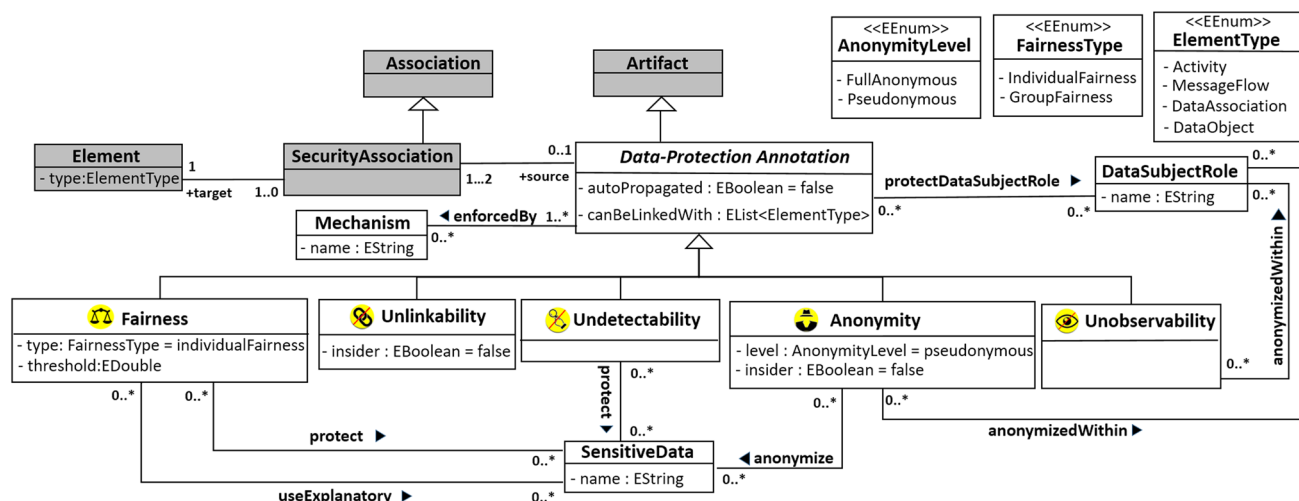 <<EEnum>>
AnonymityLevel
- FullAnonymous
- Pseudonymous
<<EEnum>>
FairnessType
- IndividualFairness
- GroupFairness
<<EEnum>>
ElementType
- Activity
- MessageFlow
- DataAssociation
- DataObject
Association
Artifact
Element
- type:ElementType
1
+target
1..0
SecurityAssociation
1...2
0..1
+source
Data-Protection Annotation
- autoPropagated : EBoolean = false
- canBeLinkedWith : EList<ElementType>
protectDataSubjectRole ▶
0..*
0..*
DataSubjectRole
- name : EString
0..*
0..*
Mechanism
- name : EString
◀ enforcedBy
1..*
0..*
anonymizedWithin ▶
Fairness
- type: FairnessType = individualFairness
- threshold:EDouble
Unlinkability
- insider : EBoolean = false
Undetectability
Anonymity
- level : AnonymityLevel = pseudonymous
- insider : EBoolean = false
Unobservability
0..*
0..*
0..*
0..*
protect ▶
0..*
0..*
0..*
protect ▶
0..*
SensitiveData
- name : EString
◀ anonymize
0..*
anonymizedWithin ▶
0..*
useExplanatory ▶
0..*